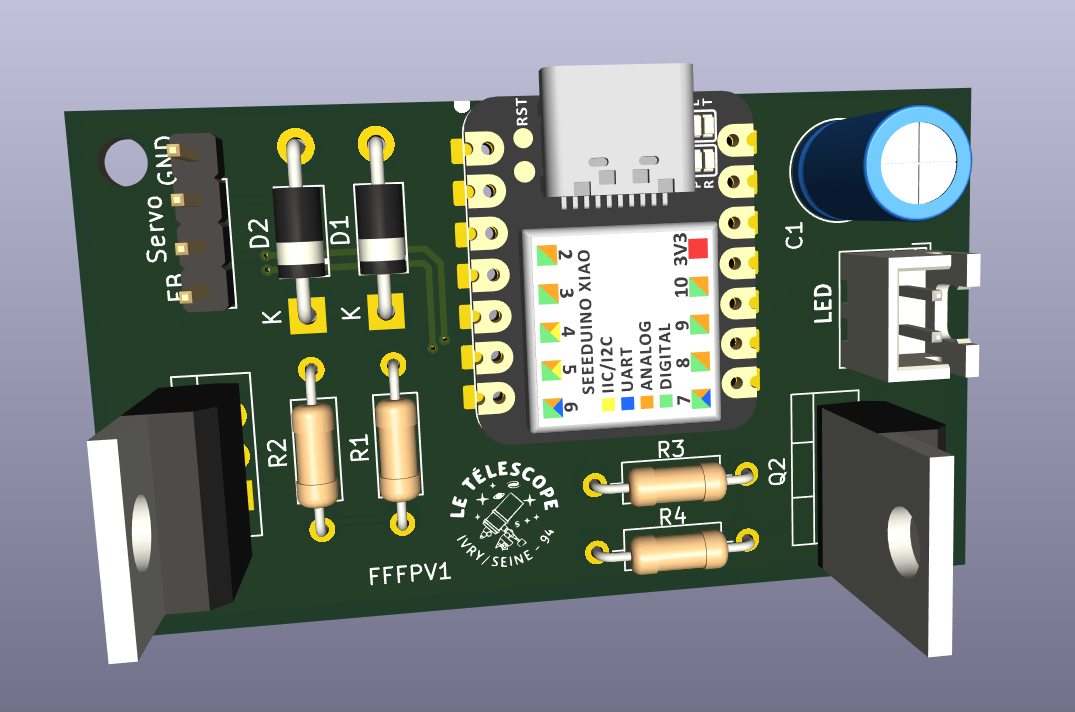 RST
L
T
R
GND
Servo
FB
D2
D1
K
K
C1
LED
SEEEDUINO XIAO
IIC/I2C
UART
ANALOG
DIGITAL
2
3
4
5
6
3V3
10
9
8
7
R2
R1
R3
R4
Q2
LE TÉLESCOPE
IVRY/SEINE - 94
FFFPV1